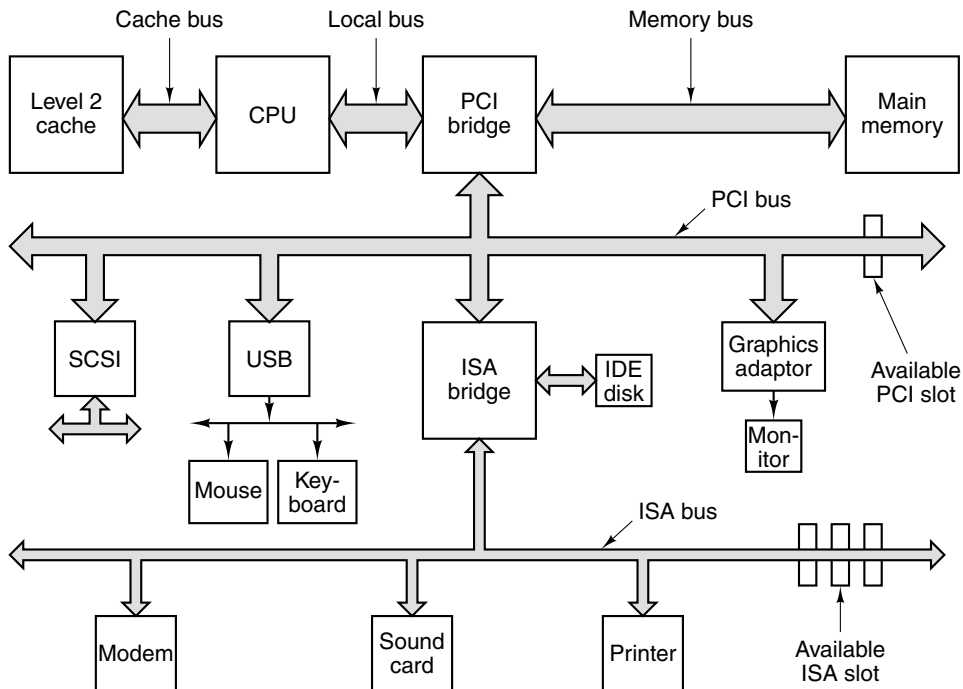 Cache bus
Local bus
Memory bus
Level 2
cache
CPU
PCI
bridge
Main
memory
PCI bus
SCSI
USB
ISA
bridge
IDE
disk
Graphics
adaptor
Available
PCI slot
Mon-
itor
Mouse
Key-
board
ISA bus
Modem
Sound
card
Printer
Available
ISA slot